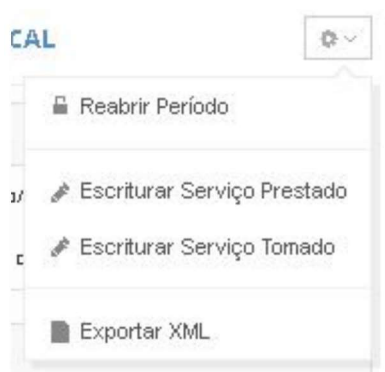 CAL
Reabrir Período
Escriturar Serviço Prestado
Escriturar Serviço Tomado
Exportar XML